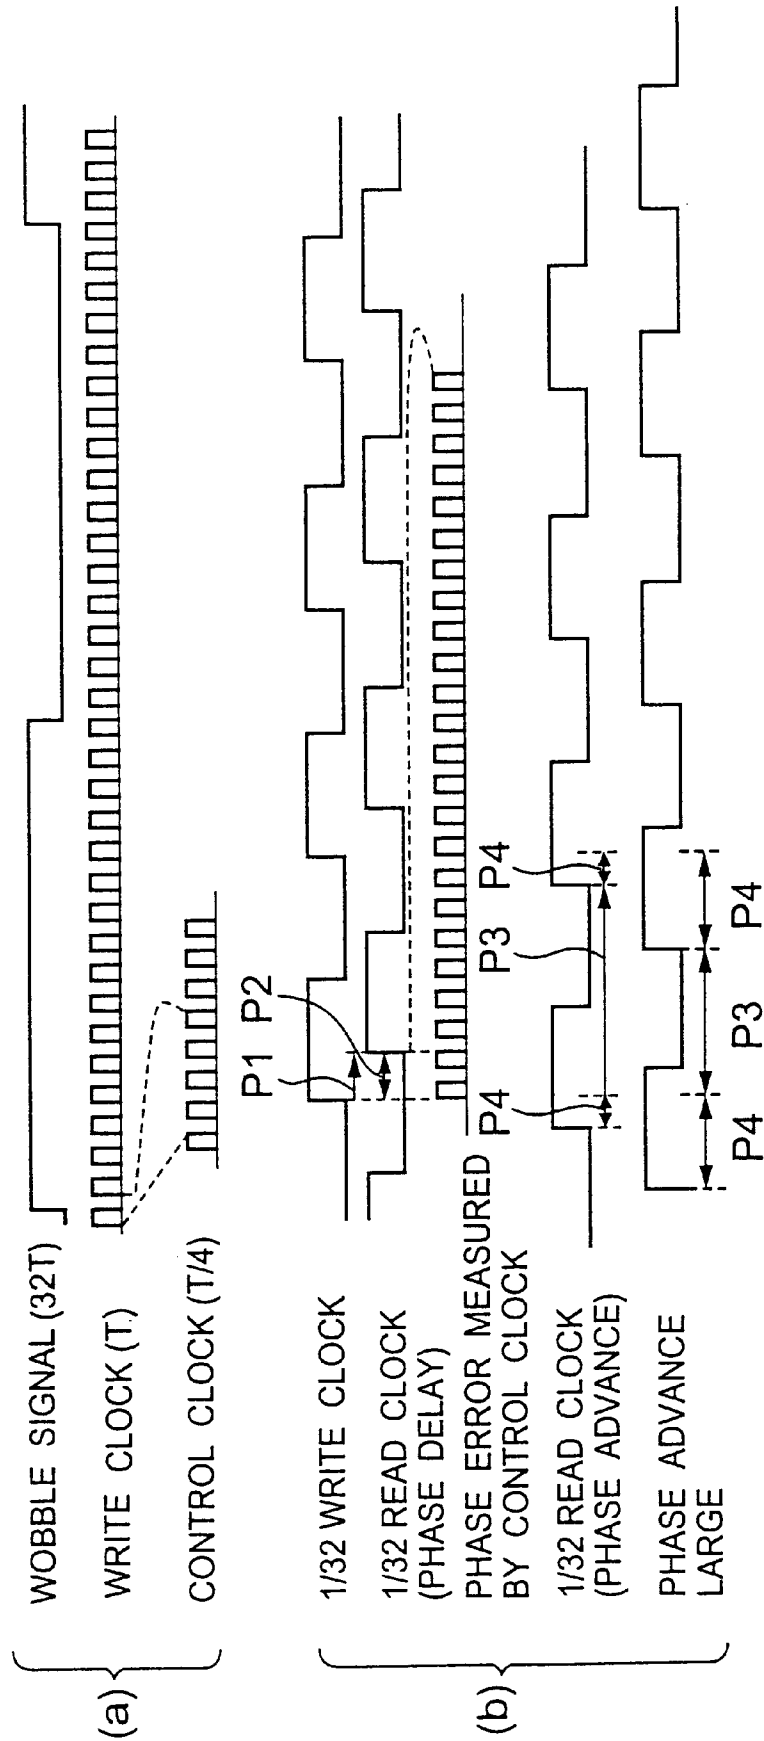 (a)
WOBBLE SIGNAL (32T)
WRITE CLOCK (T)
CONTROL CLOCK (T/4)
(b)
1/32 WRITE CLOCK
P1
P2
1/32 READ CLOCK
(PHASE DELAY)
PHASE ERROR MEASURED
BY CONTROL CLOCK
P4
P3
P4
1/32 READ CLOCK
(PHASE ADVANCE)
PHASE ADVANCE
LARGE
P4
P3
P4